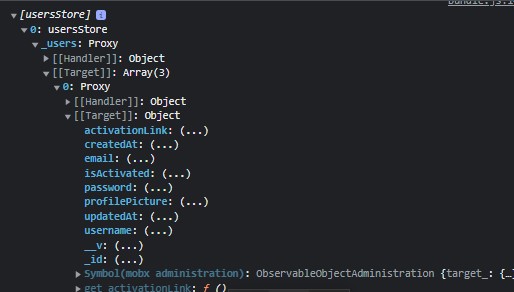 bundle.js:1
[usersStore] i
0: usersStore
_users: Proxy
[[Handler]]: Object
[[Target]]: Array(3)
0: Proxy
[[Handler]]: Object
[[Target]]: Object
activationLink: (...)
createdAt: (...)
email: (...)
isActivated: (...)
password: (...)
profilePicture: (...)
updatedAt: (...)
username: (...)
__v: (...)
_id: (...)
Symbol(mobx administration): ObservableObjectAdministration {target_: {…
get activationLink: ƒ ()